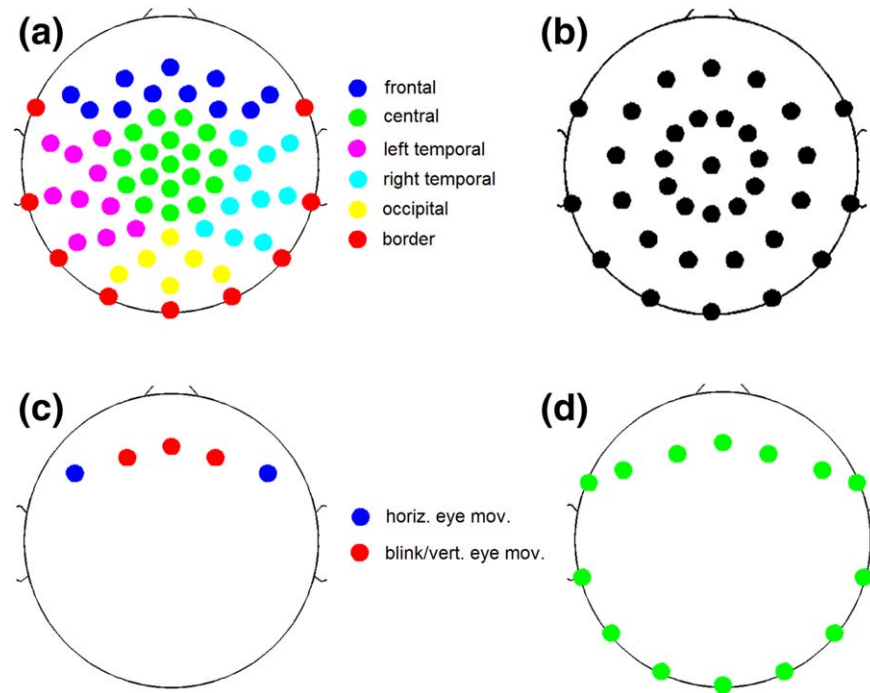 (a)
(b)
frontal
central
left temporal
right temporal
occipital
border
(c)
(d)
horiz. eye mov.
blink/vert. eye mov.